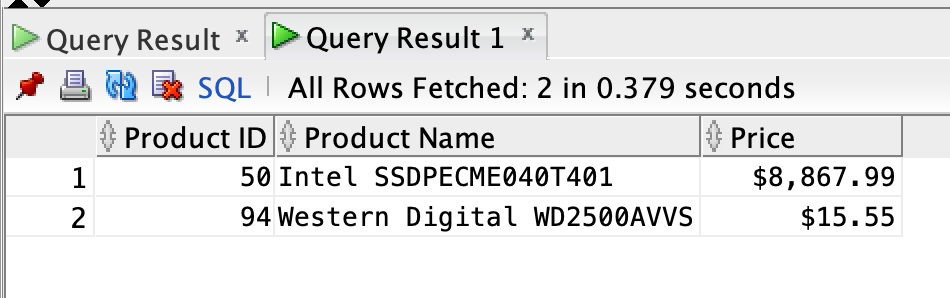 Query Result x Query Result 1 x
SQL All Rows Fetched: 2 in 0.379 seconds
Product ID Product Name Price
1 50 Intel SSDPECME040T401 $8,867.99
2 94 Western Digital WD2500AVVS $15.55